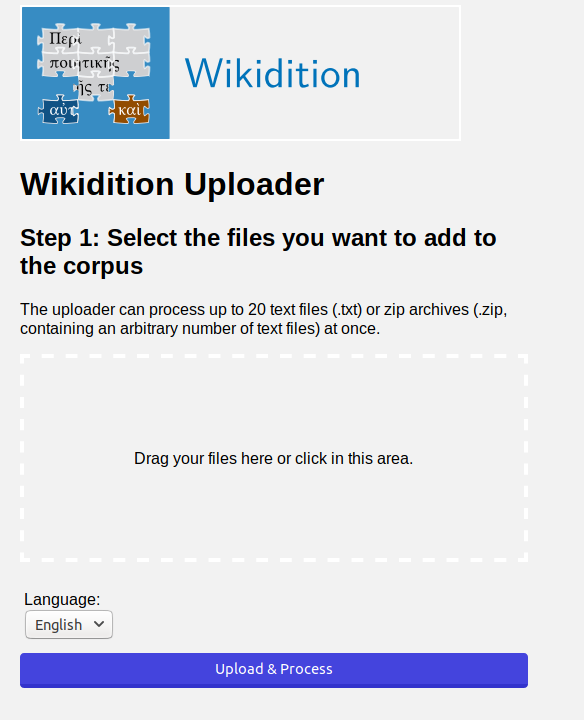 Περὶ
ποιητικῆς
ῆς τε
αὐτ
καὶ
Wikidition
Wikidition Uploader
Step 1: Select the files you want to add to
the corpus
The uploader can process up to 20 text files (.txt) or zip archives (.zip,
containing an arbitrary number of text files) at once.
Drag your files here or click in this area.
Language:
English
Upload & Process